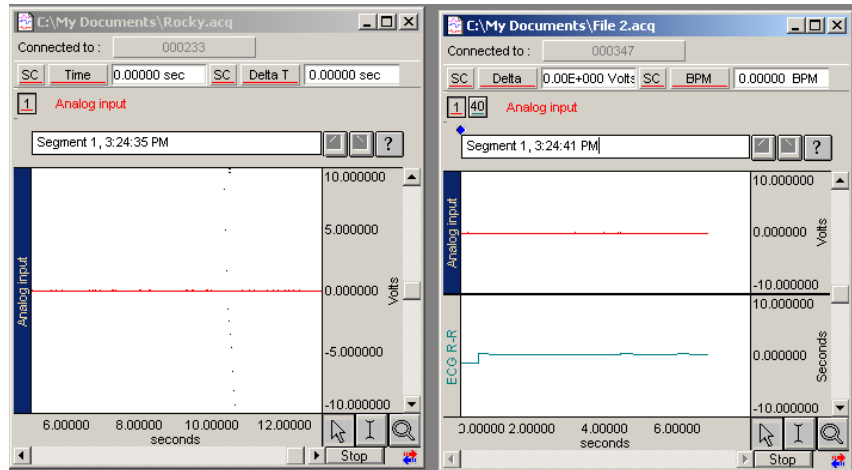 C:\My Documents\Rocky.acq
Connected to : 000233
SC Time 0.00000 sec SC Delta T 0.00000 sec
1 Analog input
Segment 1, 3:24:35 PM ?
10.000000
5.000000
0.000000
-5.000000
-10.000000
Analog input
Volts
6.00000 8.00000 10.00000 12.00000
seconds
Stop
C:\My Documents\File 2.acq
Connected to : 000347
SC Delta 0.00E+000 Volts SC BPM 0.00000 BPM
1 40 Analog input
Segment 1, 3:24:41 PM ?
10.000000
0.000000
-10.000000
Analog input
Volts
10.000000
0.000000
-10.000000
ECG R-R
Seconds
0.00000 2.00000 4.00000 6.00000
seconds
Stop